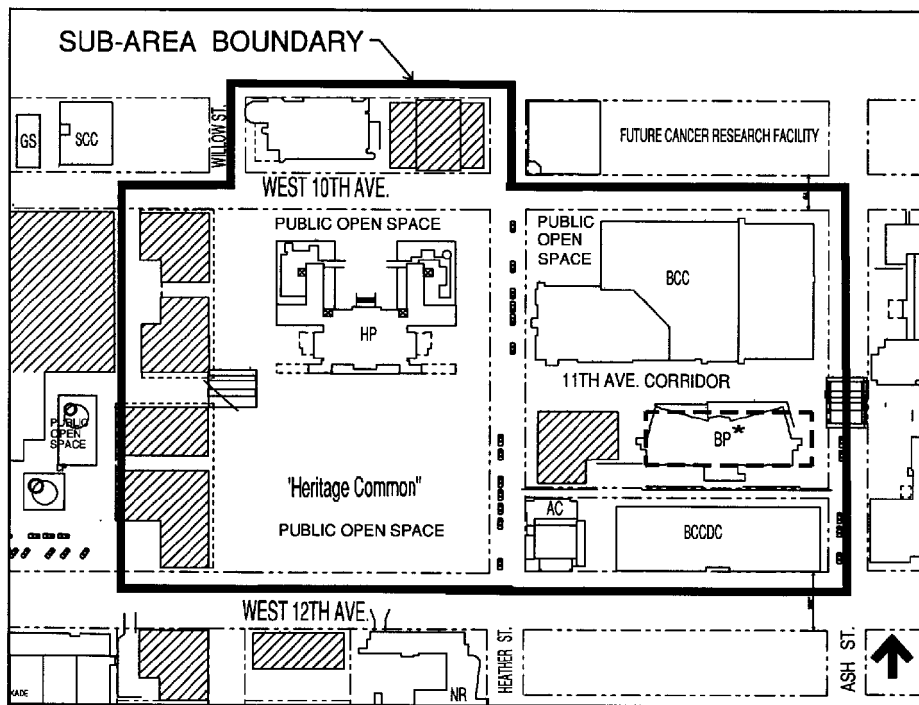 SUB-AREA BOUNDARY
GS
SCC
WILLOW ST.
FUTURE CANCER RESEARCH FACILITY
WEST 10TH AVE.
PUBLIC OPEN SPACE
PUBLIC
OPEN
SPACE
BCC
HP
11TH AVE. CORRIDOR
PUBLIC
OPEN
SPACE
BP*
"Heritage Common"
PUBLIC OPEN SPACE
AC
BCCDC
WEST 12TH AVE.
HEATHER ST.
ASH ST.
KADE
NR